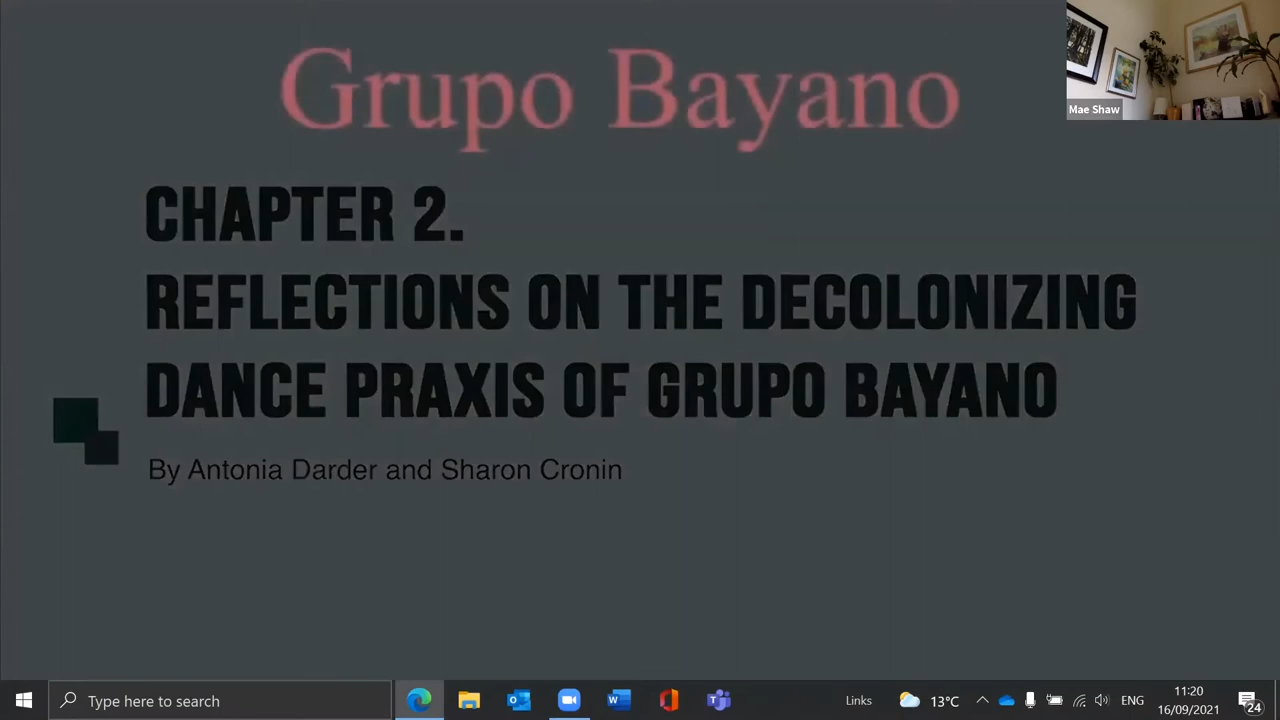 Grupo Bayano
Mae Shaw
CHAPTER 2.
REFLECTIONS ON THE DECOLONIZING
DANCE PRAXIS OF GRUPO BAYANO
By Antonia Darder and Sharon Cronin
Type here to search
Links
13°C
ENG
11:20
16/09/2021
24